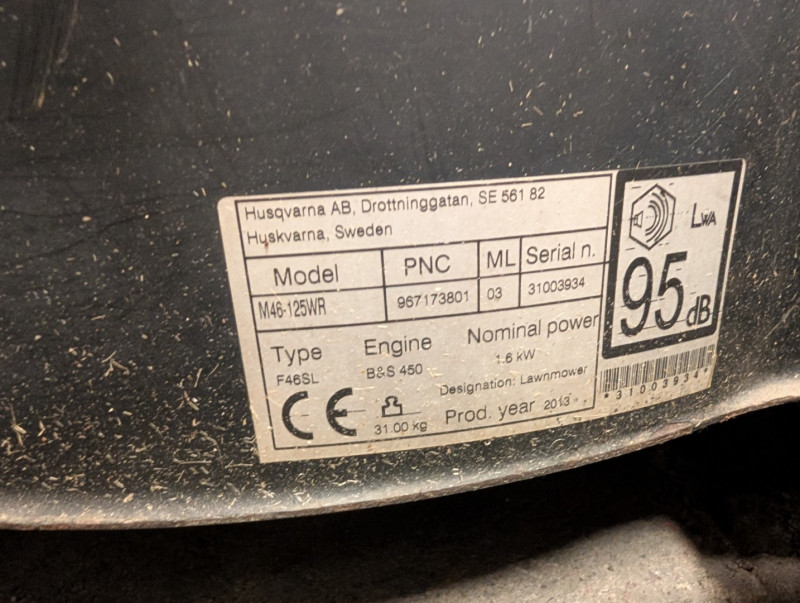 Husqvarna AB, Drottninggatan, SE 561 82
Huskvarna, Sweden
Model PNC ML Serial n.
M46-125WR 967173801 03 31003934
Type Engine Nominal power
F46SL B&S 450 1.6 kW
Designation: Lawnmower
CE 31.00 kg Prod. year 2013
LWA
95 dB
*31003934*